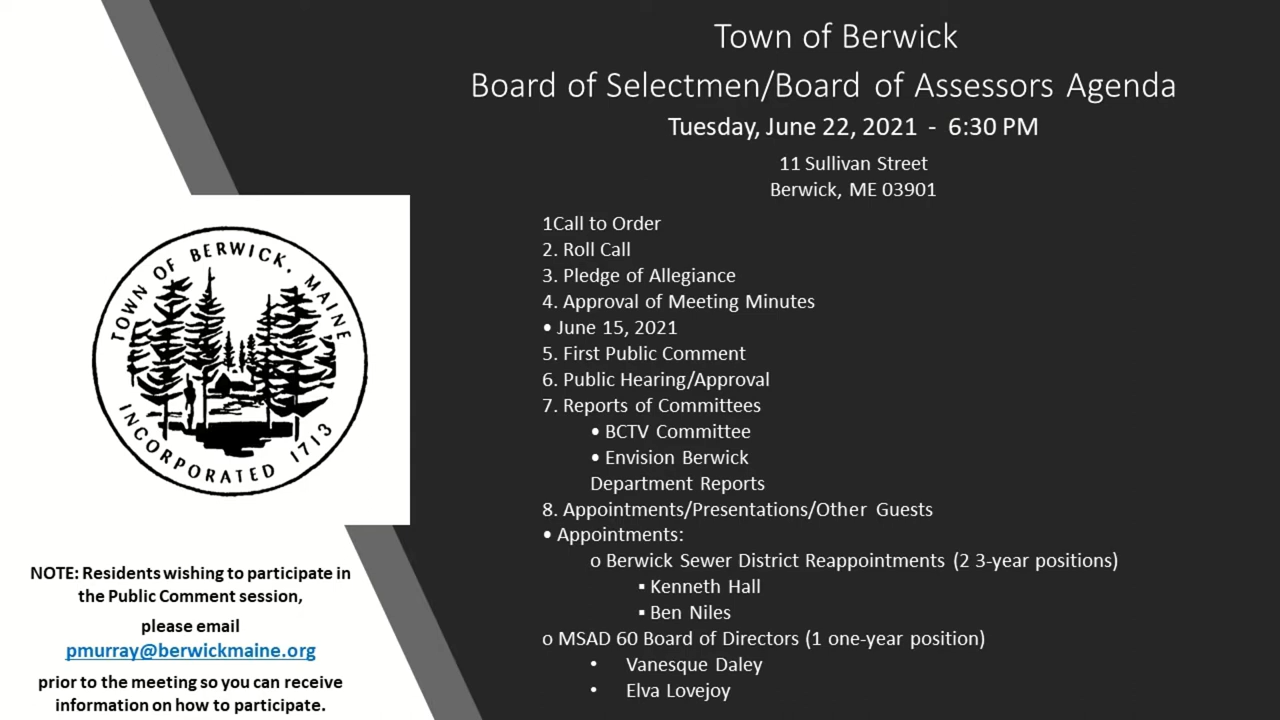 Town of Berwick
Board of Selectmen/Board of Assessors Agenda
Tuesday, June 22, 2021 - 6:30 PM
11 Sullivan Street
Berwick, ME 03901
1Call to Order
2. Roll Call
3. Pledge of Allegiance
4. Approval of Meeting Minutes
• June 15, 2021
5. First Public Comment
6. Public Hearing/Approval
7. Reports of Committees
• BCTV Committee
• Envision Berwick
Department Reports
8. Appointments/Presentations/Other Guests
• Appointments:
o Berwick Sewer District Reappointments (2 3-year positions)
▪ Kenneth Hall
▪ Ben Niles
o MSAD 60 Board of Directors (1 one-year position)
• Vanesque Daley
• Elva Lovejoy
TOWN OF BERWICK, MAINE
INCORPORATED 1713
NOTE: Residents wishing to participate in
the Public Comment session,
please email
pmurray@berwickmaine.org
prior to the meeting so you can receive
information on how to participate.